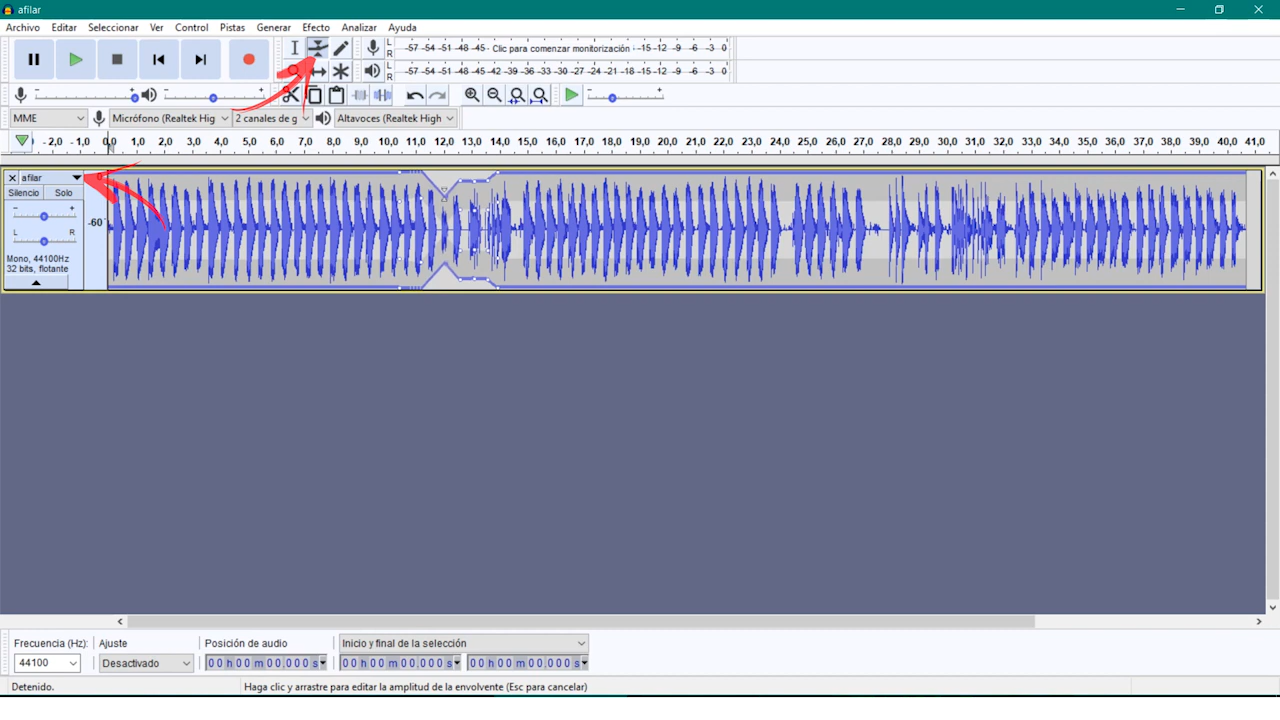 afilar
Archivo Editar Seleccionar Ver Control Pistas Generar Efecto Analizar Ayuda
L
R
-57 -54 -51 -48 -45- Clic para comenzar monitorización -15 -12 -9 -6 -3 0
L
R
-57 -54 -51 -48 -45 -42 -39 -36 -33 -30 -27 -24 -21 -18 -15 -12 -9 -6 -3 0
MME Micrófono (Realtek Hig 2 canales de g Altavoces (Realtek High
-2,0 -1,0 0,0 1,0 2,0 3,0 4,0 5,0 6,0 7,0 8,0 9,0 10,0 11,0 12,0 13,0 14,0 15,0 16,0 17,0 18,0 19,0 20,0 21,0 22,0 23,0 24,0 25,0 26,0 27,0 28,0 29,0 30,0 31,0 32,0 33,0 34,0 35,0 36,0 37,0 38,0 39,0 40,0 41,0
afilar
Silencio Solo
- +
L R
-60
Mono, 44100Hz
32 bits, flotante
Frecuencia (Hz): Ajuste Posición de audio Inicio y final de la selección
44100 Desactivado 00 h 00 m 00.000 s 00 h 00 m 00.000 s 00 h 00 m 00.000 s
Detenido. Haga clic y arrastre para editar la amplitud de la envolvente (Esc para cancelar)